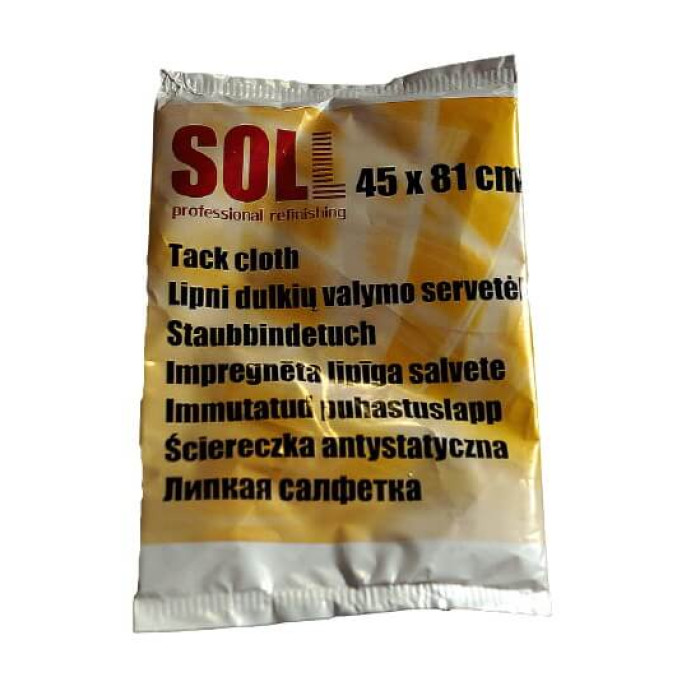 SOLL 45 x 81 cm
professional refinishing
Tack cloth
Lipni dulkių valymo servetėl
Staubbindetuch
Impregnēta lipīga salvete
Immutatud puhastuslapp
Ściereczka antystatyczna
Липкая салфетка